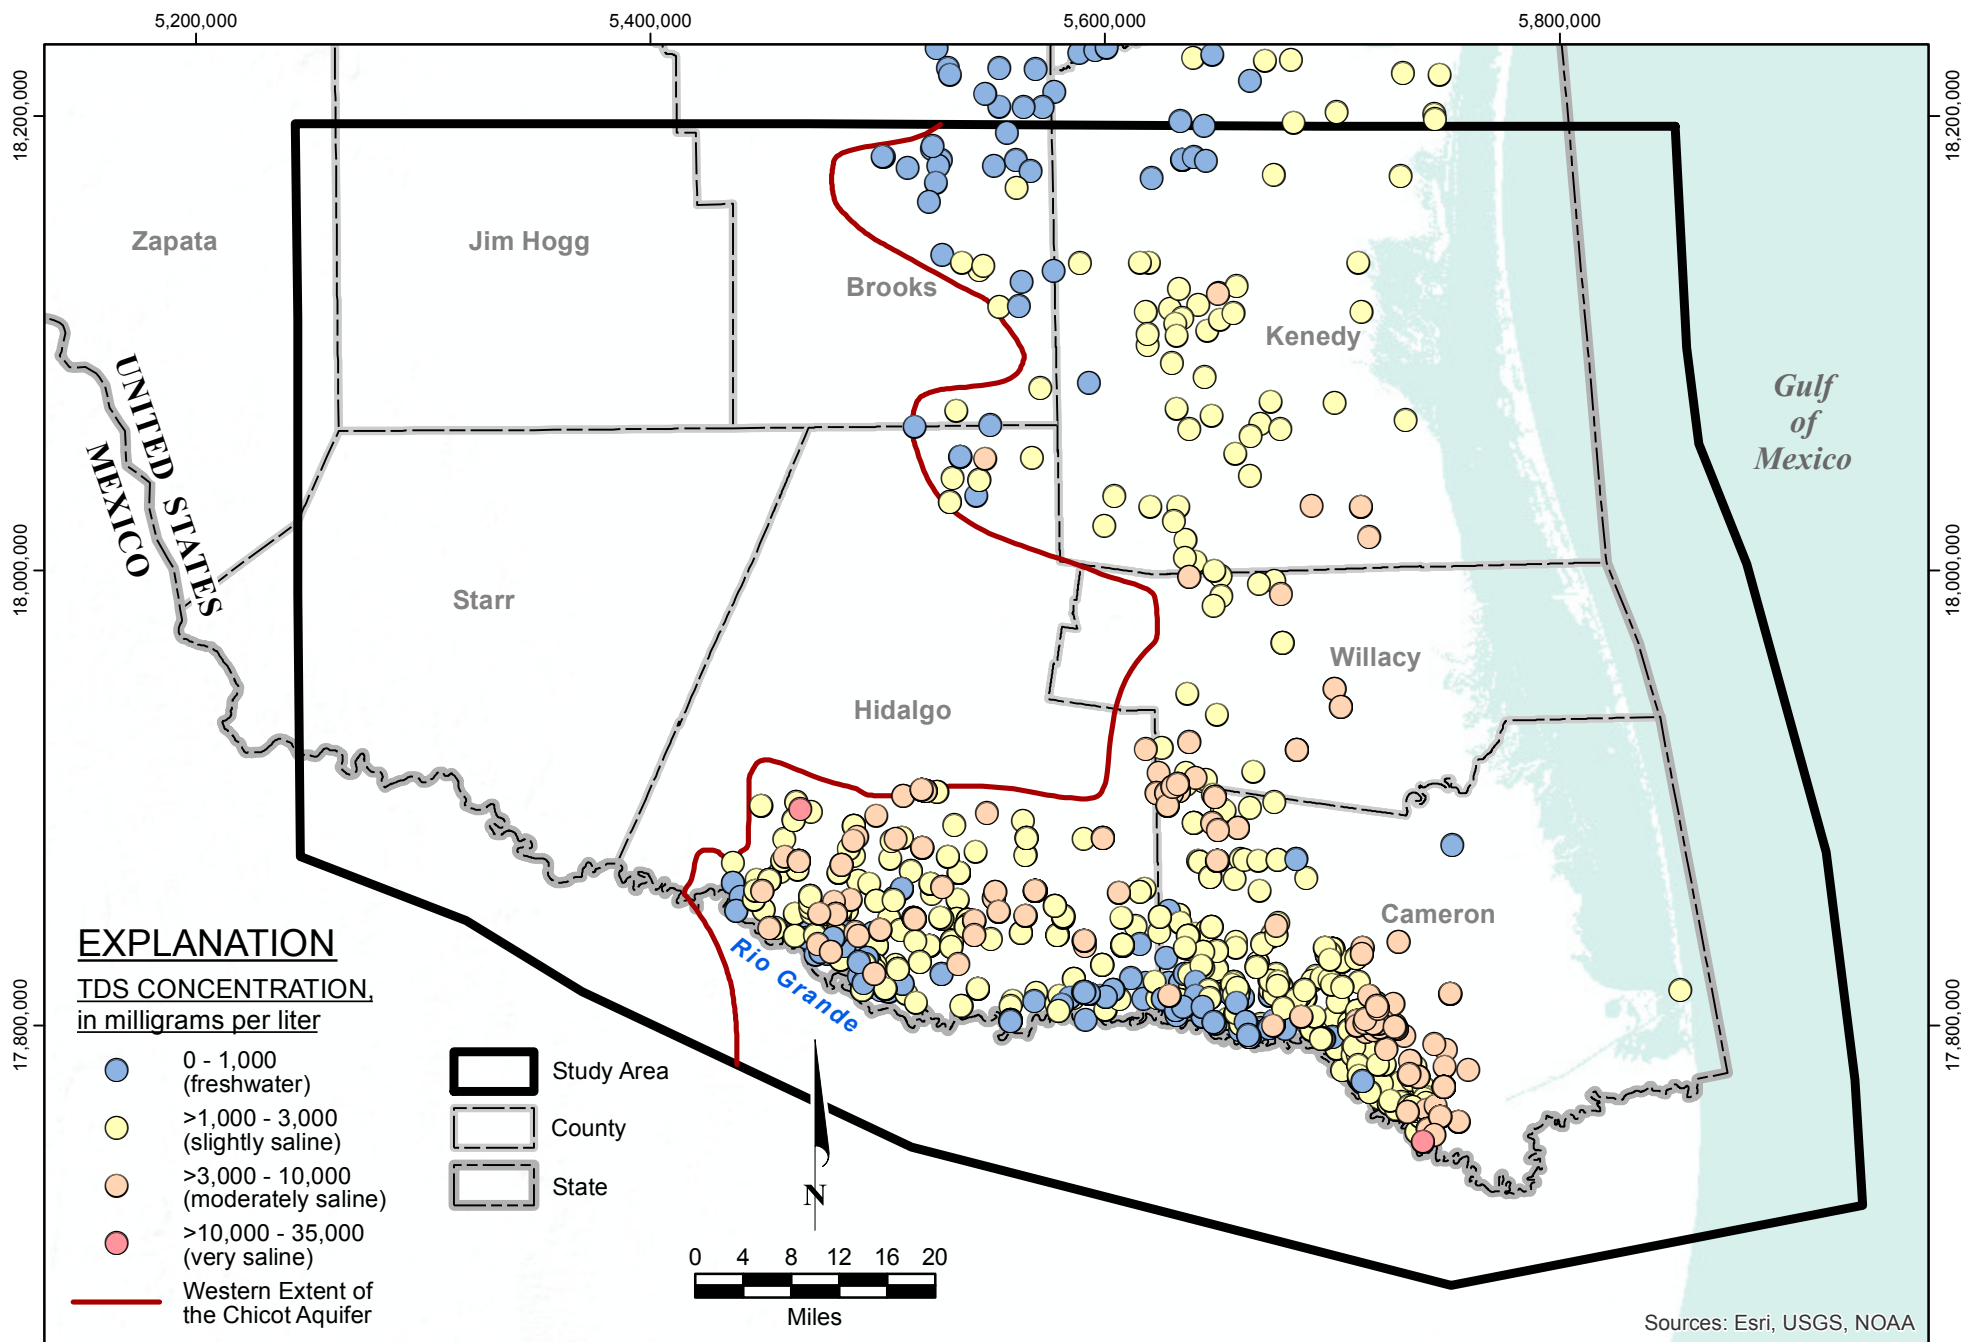 5,200,000
5,400,000
5,600,000
5,800,000
18,200,000
18,200,000
Zapata
Jim Hogg
Brooks
Kenedy
Gulf
of
Mexico
UNITED STATES
MEXICO
18,000,000
18,000,000
Starr
Willacy
Hidalgo
Cameron
Rio Grande
17,800,000
17,800,000
EXPLANATION
TDS CONCENTRATION,
in milligrams per liter
0 - 1,000
(freshwater)
>1,000 - 3,000
(slightly saline)
>3,000 - 10,000
(moderately saline)
>10,000 - 35,000
(very saline)
Western Extent of
the Chicot Aquifer
Study Area
County
State
N
0 4 8 12 16 20
Miles
Sources: Esri, USGS, NOAA